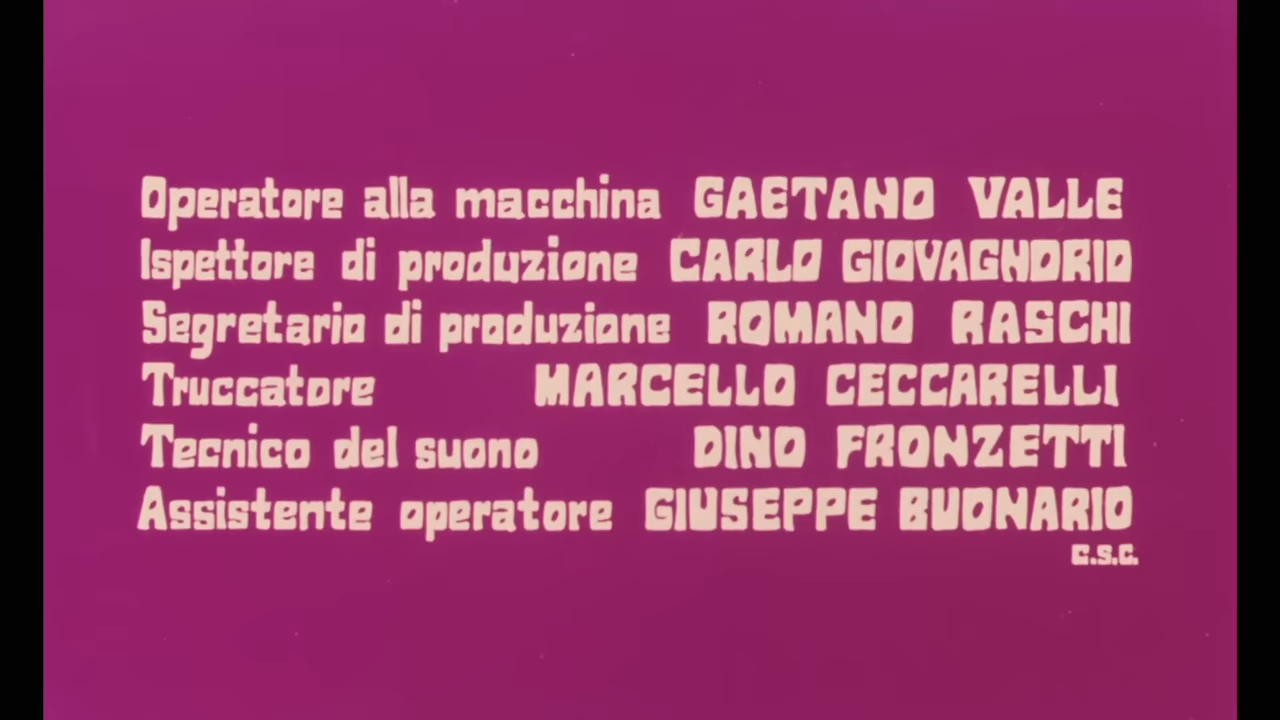 Operatore alla macchina GAETANO VALLE
Ispettore di produzione CARLO GIOVAGNORIO
Segretario di produzione ROMANO RASCHI
Truccatore MARCELLO CECCARELLI
Tecnico del suono DINO FRONZETTI
Assistente operatore GIUSEPPE BUONARIO
C.S.C.